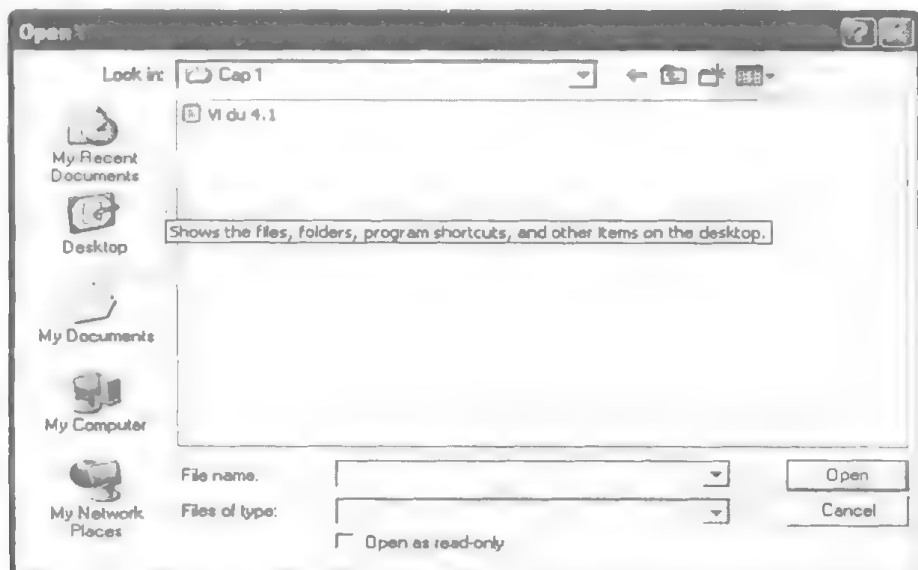 Open
Look in: Cap 1
VI du 4.1
My Recent
Documents
Desktop
Shows the files, folders, program shortcuts, and other items on the desktop.
My Documents
My Computer
My Network
Places
File name.
Open
Files of type:
Cancel
Open as read-only